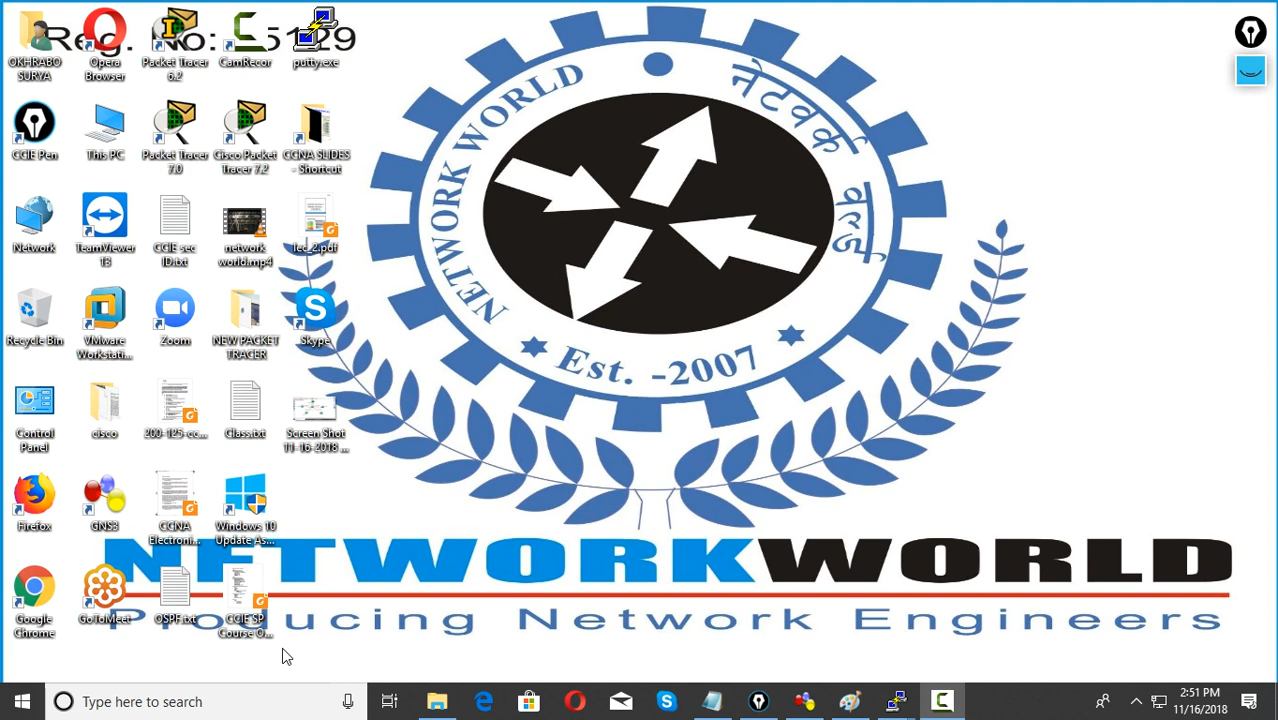 Reg. No:
5129
OKHRABO
SURYA
Opera
Browser
Packet Tracer
6.2
CamRecor
putty.exe
CCIE Pen
This PC
Packet Tracer
7.0
Cisco Packet
Tracer 7.2
CCNA SLIDES
- Shortcut
Network
TeamViewer
13
CCIE sec
ID.txt
network
world.mp4
lec_2.pdf
Recycle Bin
VMware
Workstati...
Zoom
NEW PACKET
TRACER
Skype
Control
Panel
cisco
200-125-cc...
Class.txt
Screen Shot
11-16-2018 ...
Firefox
GNS3
CCNA
Electroni...
Windows 10
Update As...
Google
Chrome
GoToMeet
OSPF.txt
CCIE SP
Course O...
NETWORK WORLD
नेटवर्क वर्ल्ड
NETWORK
Est. -2007
NETWORKWORLD
Producing Network Engineers
Type here to search
2:51 PM
11/16/2018